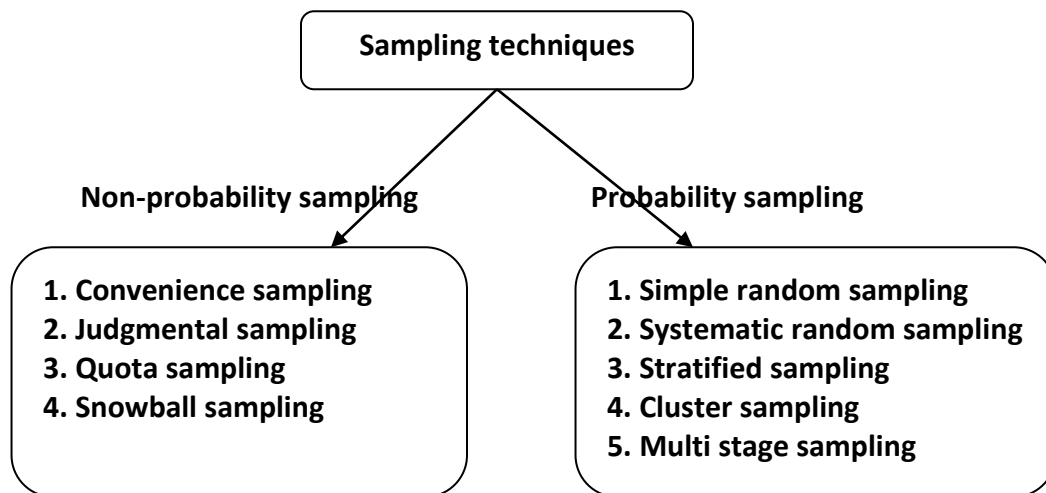 Sampling techniques
Non-probability sampling
Probability sampling
1. Convenience sampling
2. Judgmental sampling
3. Quota sampling
4. Snowball sampling
1. Simple random sampling
2. Systematic random sampling
3. Stratified sampling
4. Cluster sampling
5. Multi stage sampling